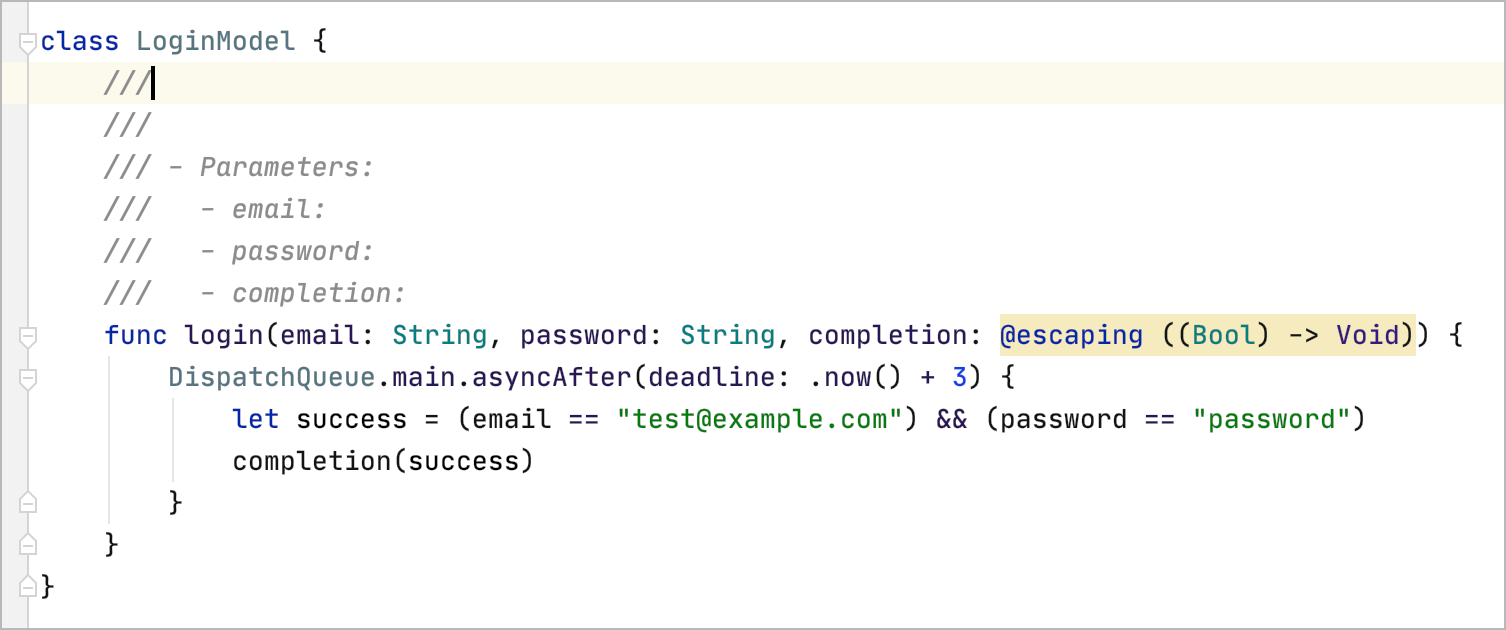 class LoginModel {
    ///
    ///
    /// - Parameters:
    ///   - email:
    ///   - password:
    ///   - completion:
    func login(email: String, password: String, completion: @escaping ((Bool) -> Void)) {
        DispatchQueue.main.asyncAfter(deadline: .now() + 3) {
            let success = (email == "test@example.com") && (password == "password")
            completion(success)
        }
    }
}